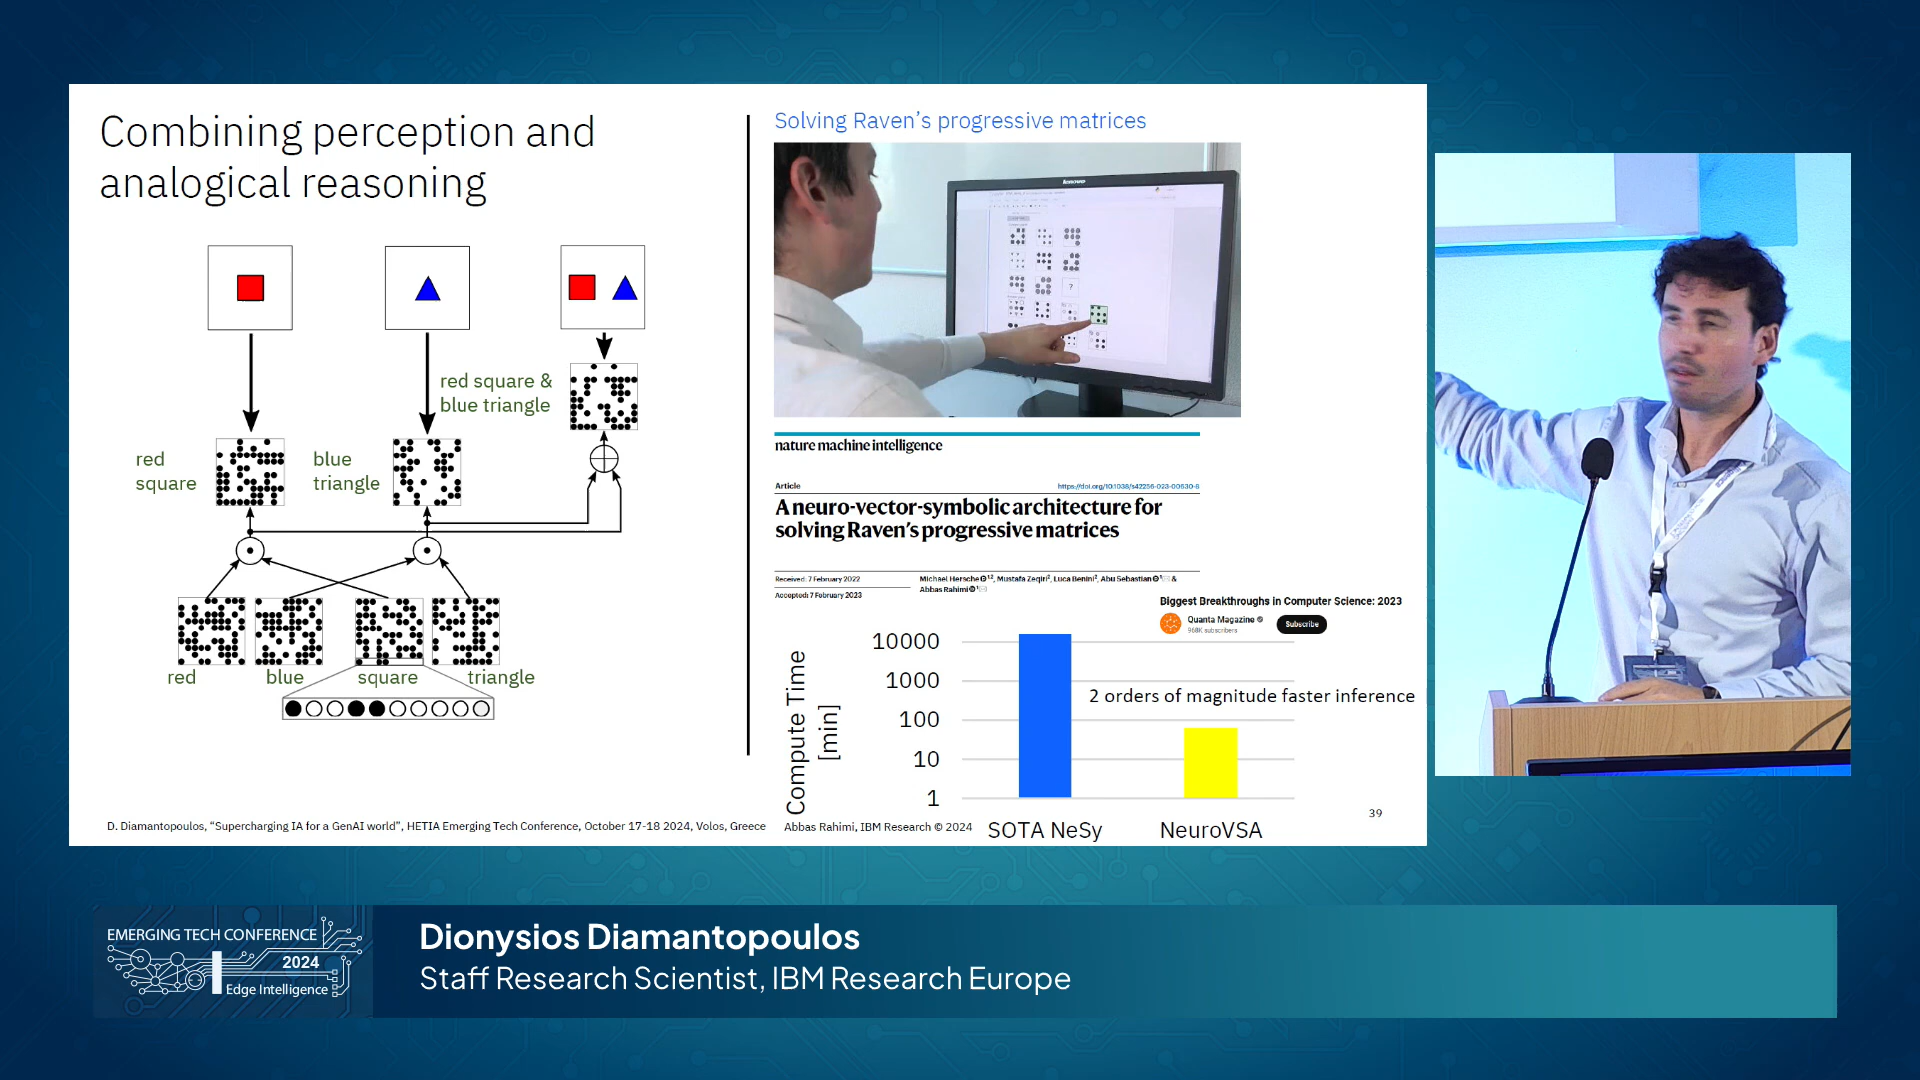 Combining perception and
analogical reasoning
red square &
blue triangle
red
square
blue
triangle
red
blue
square
triangle
Solving Raven's progressive matrices
lenovo
?
nature machine intelligence
Article
https://doi.org/10.1038/s42256-023-00630-8
A neuro-vector-symbolic architecture for
solving Raven's progressive matrices
Received: 7 February 2022
Accepted: 7 February 2023
Michael Hersche, Mustafa Zeqiri, Luca Benini, Abu Sebastian &
Abbas Rahimi
Biggest Breakthroughs in Computer Science: 2023
Quanta Magazine
968K subscribers
Subscribe
Compute Time
[min]
10000
1000
100
10
1
2 orders of magnitude faster inference
SOTA NeSy
NeuroVSA
39
D. Diamantopoulos, "Supercharging IA for a GenAI world", HETIA Emerging Tech Conference, October 17-18 2024, Volos, Greece
Abbas Rahimi, IBM Research © 2024
EMERGING TECH CONFERENCE
2024
Edge Intelligence
Dionysios Diamantopoulos
Staff Research Scientist, IBM Research Europe